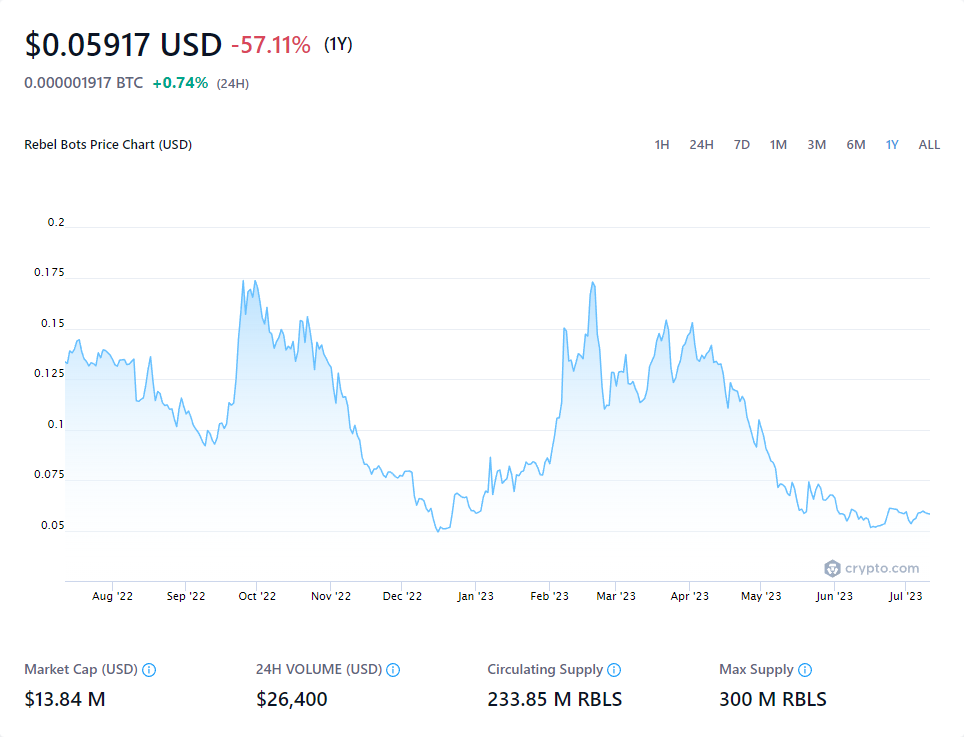 $0.05917 USD -57.11% (1Y)
0.000001917 BTC +0.74% (24H)
Rebel Bots Price Chart (USD) 1H 24H 7D 1M 3M 6M 1Y ALL
0.2
0.175
0.15
0.125
0.1
0.075
0.05
crypto.com
Aug '22 Sep '22 Oct '22 Nov '22 Dec '22 Jan '23 Feb '23 Mar '23 Apr '23 May '23 Jun '23 Jul '23
Market Cap (USD) 24H VOLUME (USD) Circulating Supply Max Supply
$13.84 M $26,400 233.85 M RBLS 300 M RBLS